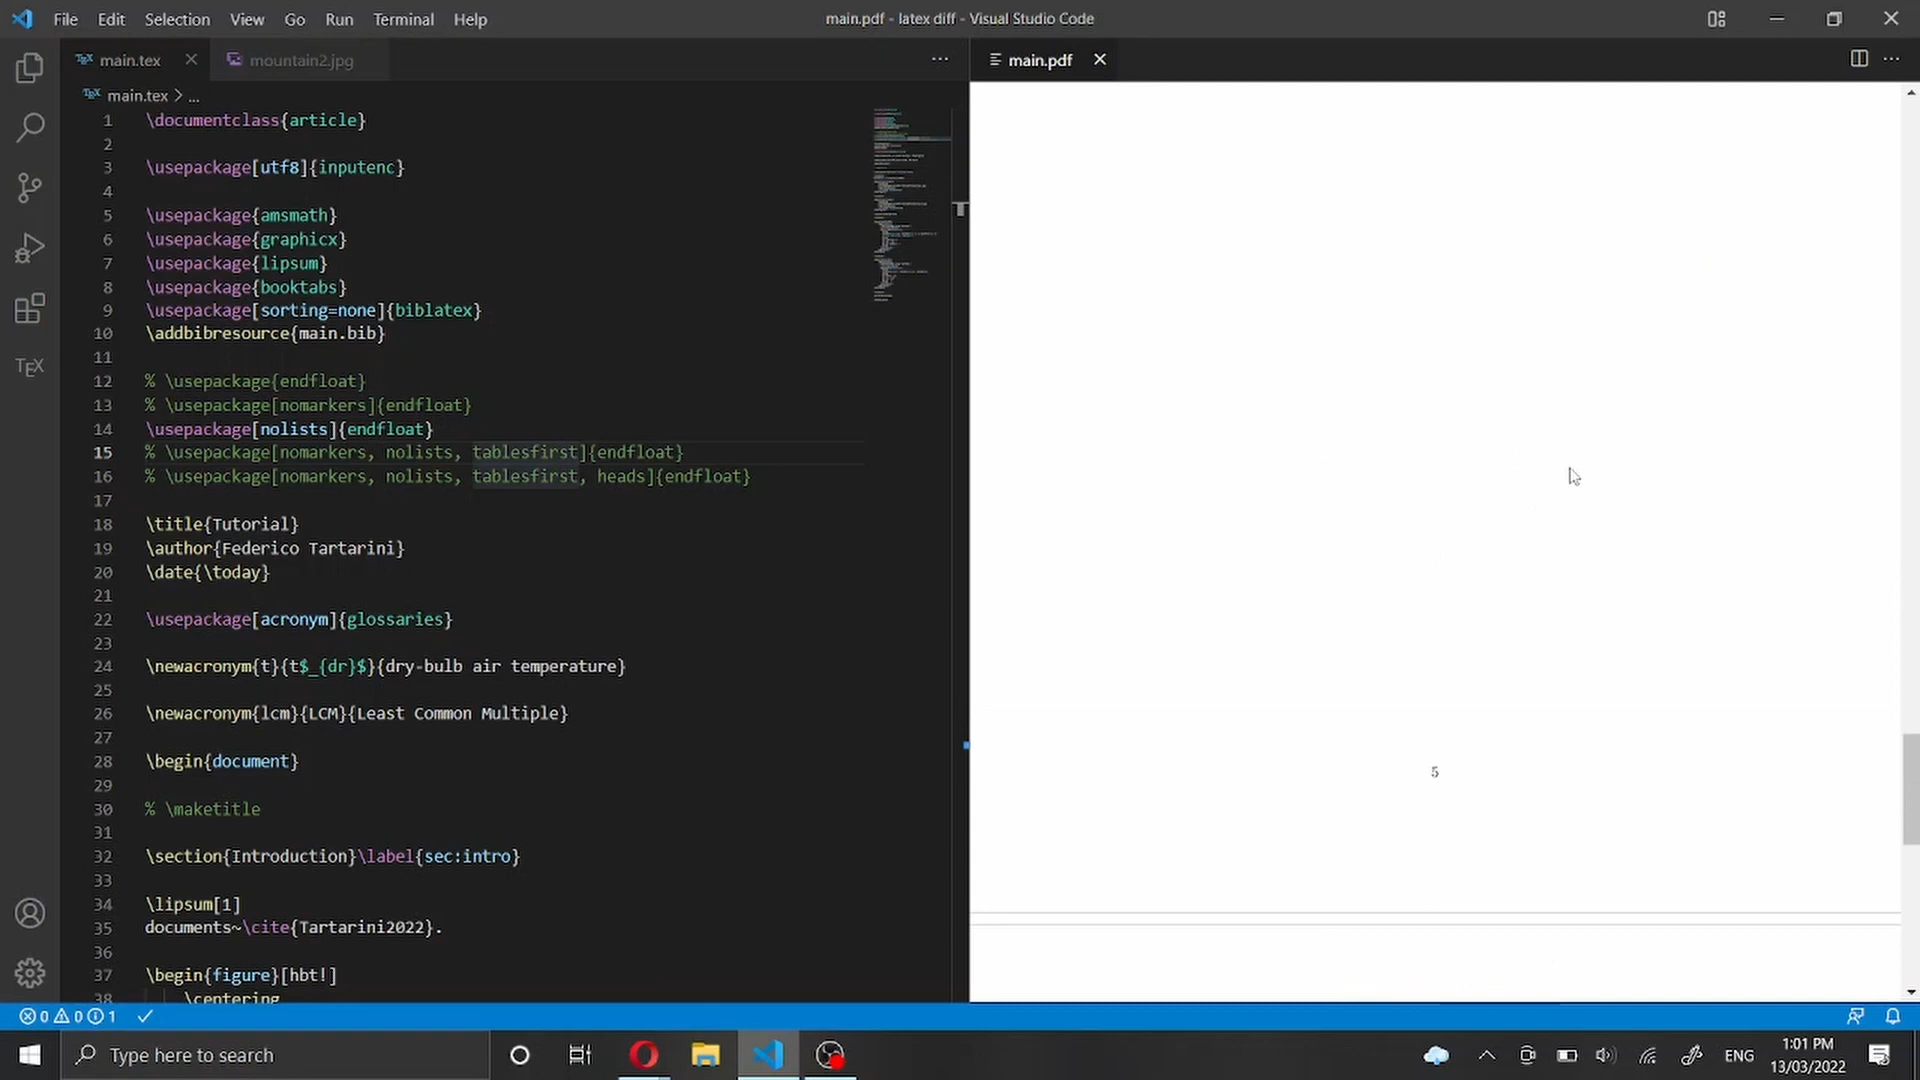 File Edit Selection View Go Run Terminal Help
main.pdf - latex diff - Visual Studio Code
main.tex
mountain2.jpg
main.pdf
main.tex > ...
1 \documentclass{article}
2
3 \usepackage[utf8]{inputenc}
4
5 \usepackage{amsmath}
6 \usepackage{graphicx}
7 \usepackage{lipsum}
8 \usepackage{booktabs}
9 \usepackage[sorting=none]{biblatex}
10 \addbibresource{main.bib}
11
12 % \usepackage{endfloat}
13 % \usepackage[nomarkers]{endfloat}
14 \usepackage[nolists]{endfloat}
15 % \usepackage[nomarkers, nolists, tablesfirst]{endfloat}
16 % \usepackage[nomarkers, nolists, tablesfirst, heads]{endfloat}
17
18 \title{Tutorial}
19 \author{Federico Tartarini}
20 \date{\today}
21
22 \usepackage[acronym]{glossaries}
23
24 \newacronym{t}{t$_{dr}$}{dry-bulb air temperature}
25
26 \newacronym{lcm}{LCM}{Least Common Multiple}
27
28 \begin{document}
29
30 % \maketitle
31
32 \section{Introduction}\label{sec:intro}
33
34 \lipsum[1]
35 documents~\cite{Tartarini2022}.
36
37 \begin{figure}[hbt!]
38 \centering
TEX
5
0 0 1
Type here to search
ENG
1:01 PM
13/03/2022